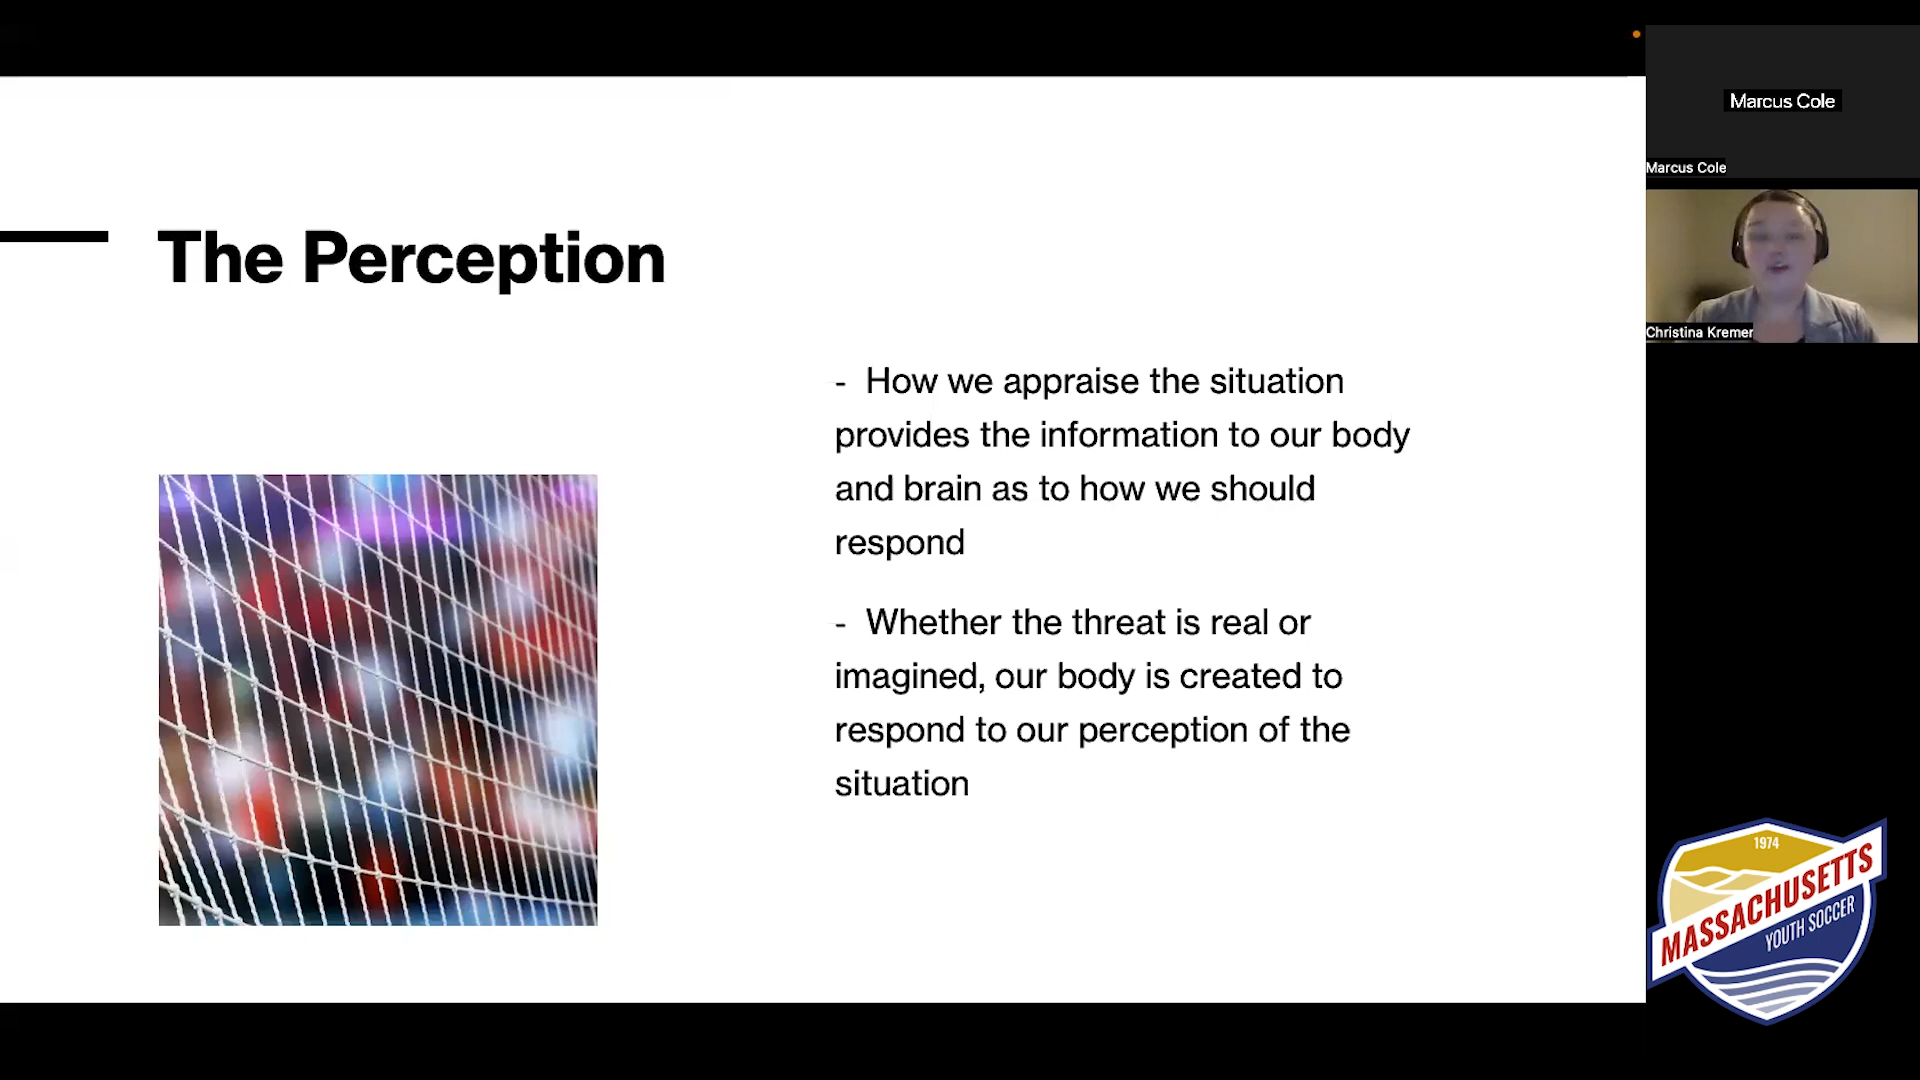 The Perception
- How we appraise the situation
provides the information to our body
and brain as to how we should
respond
- Whether the threat is real or
imagined, our body is created to
respond to our perception of the
situation
Marcus Cole
Marcus Cole
Christina Kremer
1974
MASSACHUSETTS
YOUTH SOCCER